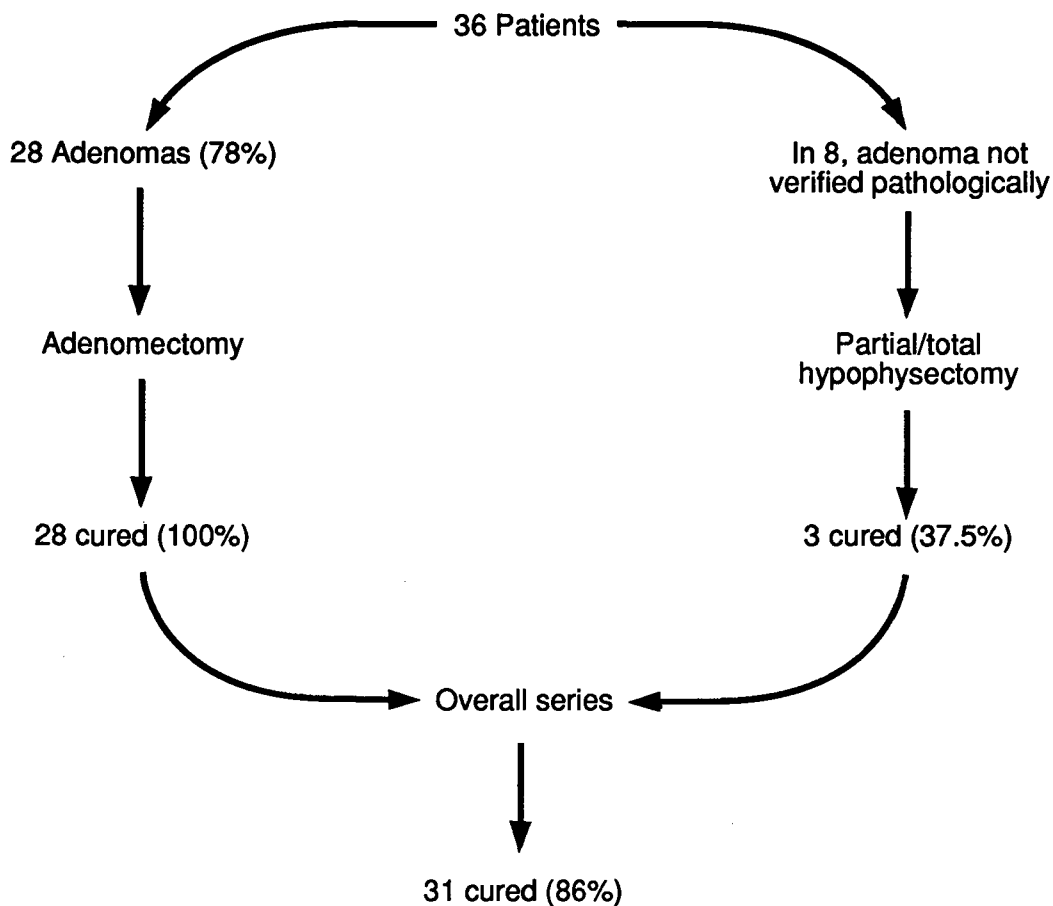 36 Patients
28 Adenomas (78%)
In 8, adenoma not
verified pathologically
Adenomectomy
Partial/total
hypophysectomy
28 cured (100%)
3 cured (37.5%)
Overall series
31 cured (86%)